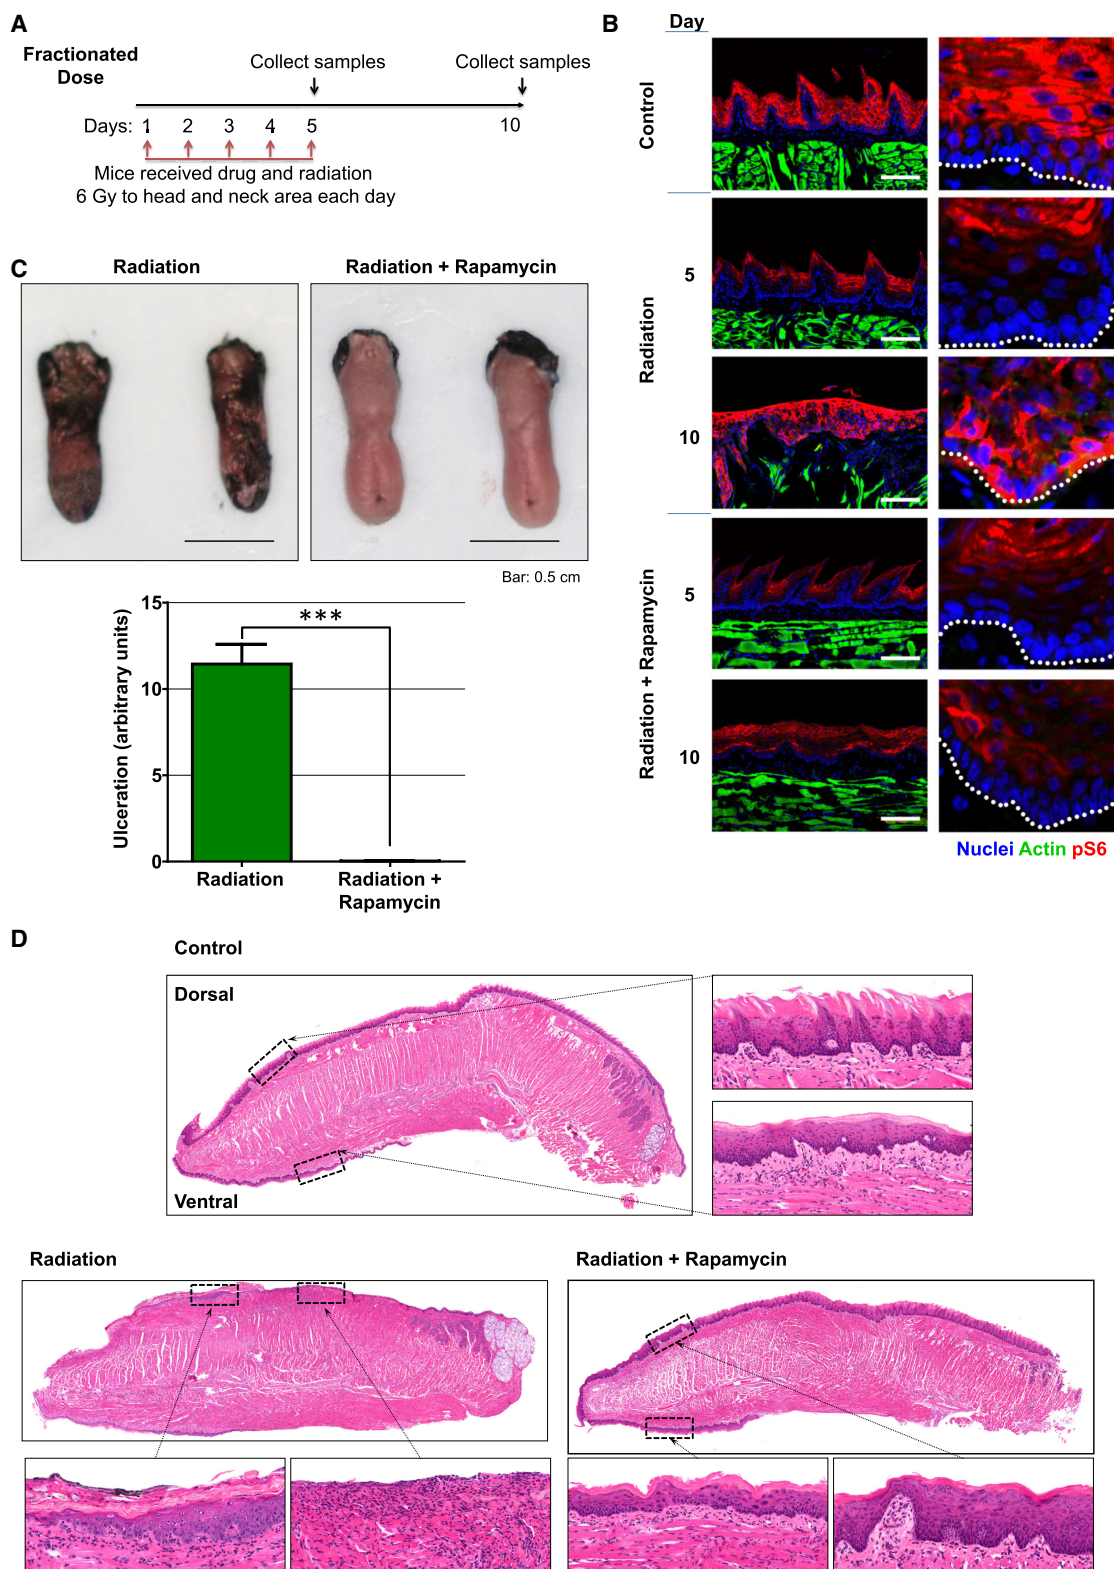 A
Fractionated
Dose
Collect samples
Collect samples
Days: 1 2 3 4 5 10
Mice received drug and radiation
6 Gy to head and neck area each day
B
Day
Control
Radiation
5
10
Radiation + Rapamycin
5
10
Nuclei Actin pS6
C
Radiation
Radiation + Rapamycin
Bar: 0.5 cm
Ulceration (arbitrary units)
15
10
5
0
***
Radiation
Radiation +
Rapamycin
D
Control
Dorsal
Ventral
Radiation
Radiation + Rapamycin